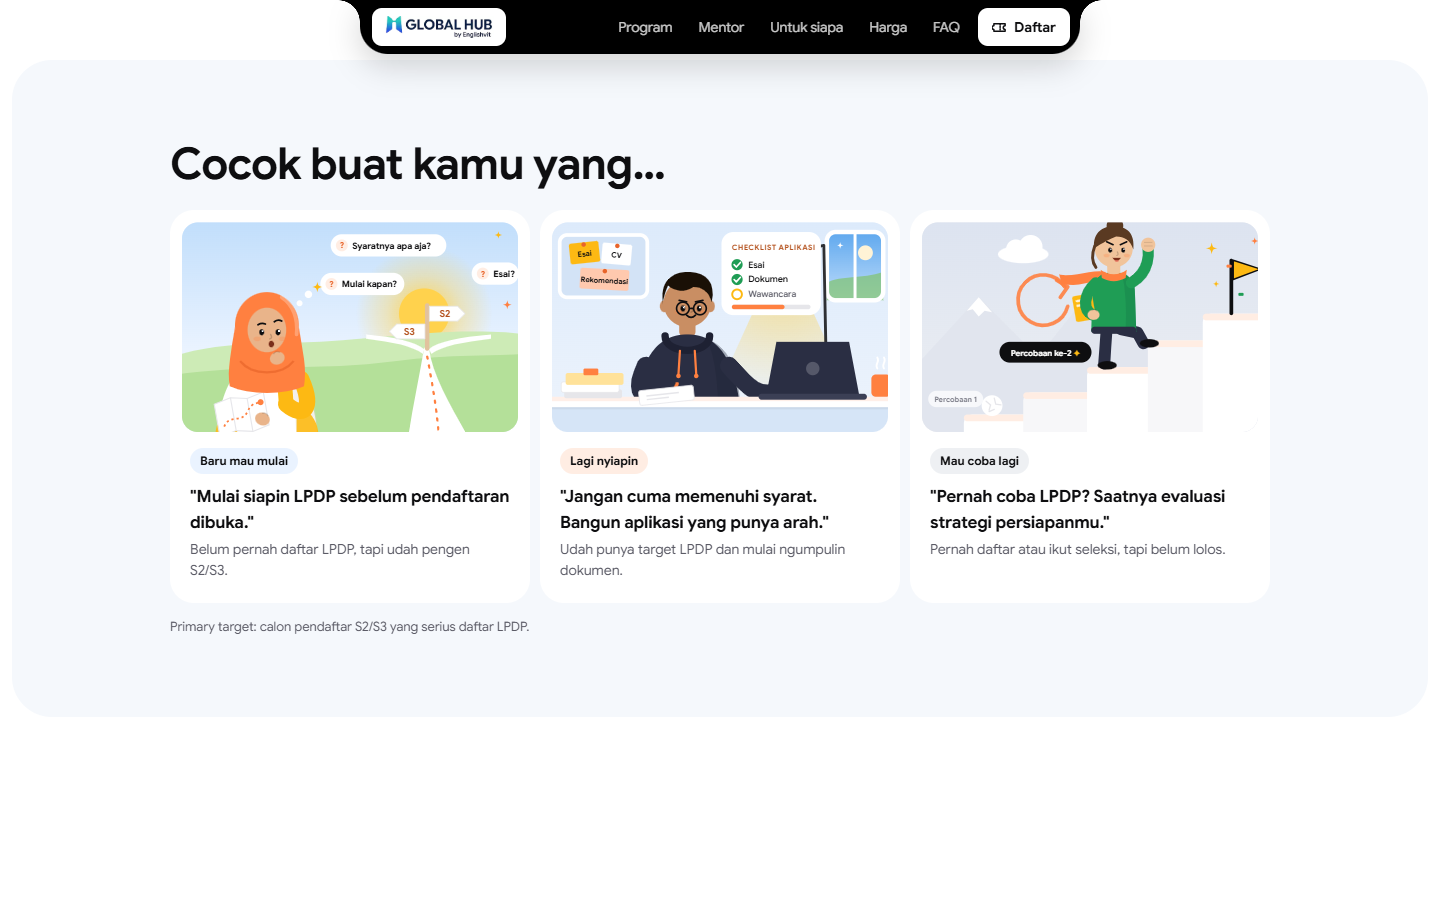 GLOBAL HUB
by Englishvit
Program
Mentor
Untuk siapa
Harga
FAQ
Daftar
Cocok buat kamu yang...
? Syaratnya apa aja?
? Mulai kapan?
? Esai?
S2
S3
Esai
CV
Rekomendasi
CHECKLIST APLIKASI
Esai
Dokumen
Wawancara
Percobaan ke-2
Percobaan 1
Baru mau mulai
"Mulai siapin LPDP sebelum pendaftaran
dibuka."
Belum pernah daftar LPDP, tapi udah pengen
S2/S3.
Lagi nyiapin
"Jangan cuma memenuhi syarat.
Bangun aplikasi yang punya arah."
Udah punya target LPDP dan mulai ngumpulin
dokumen.
Mau coba lagi
"Pernah coba LPDP? Saatnya evaluasi
strategi persiapanmu."
Pernah daftar atau ikut seleksi, tapi belum lolos.
Primary target: calon pendaftar S2/S3 yang serius daftar LPDP.